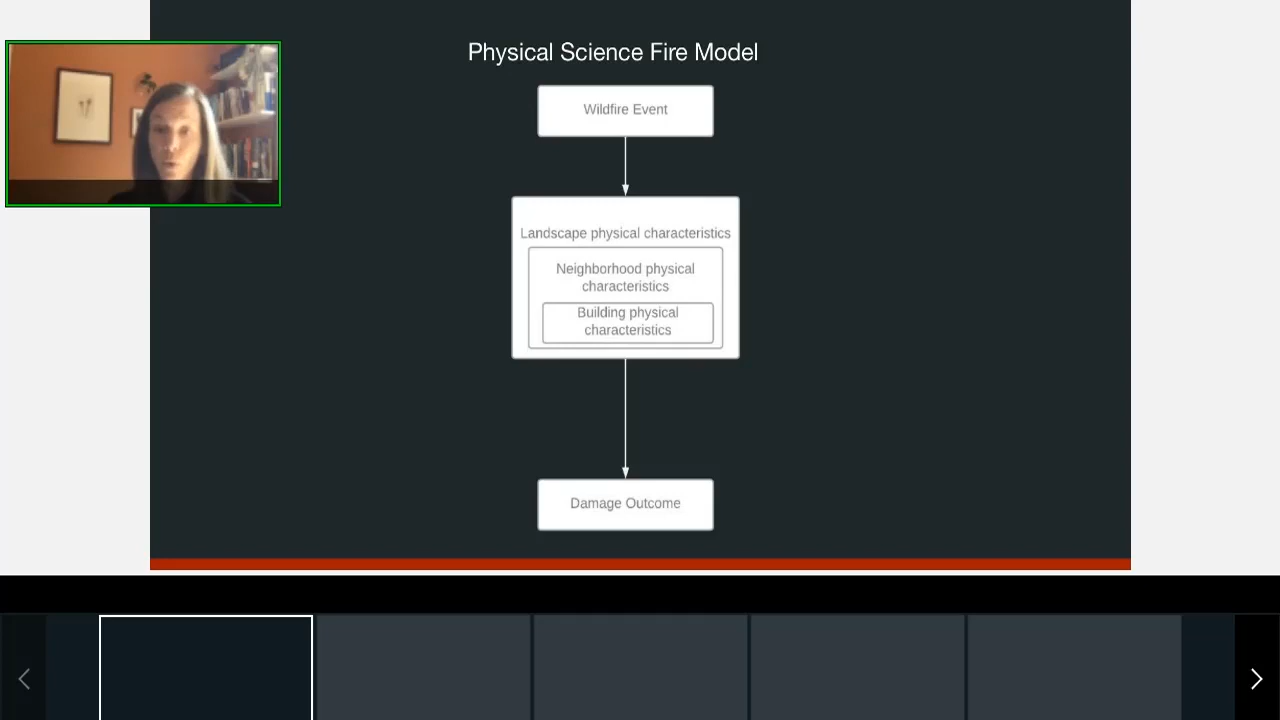 Physical Science Fire Model
Wildfire Event
Landscape physical characteristics
Neighborhood physical
characteristics
Building physical
characteristics
Damage Outcome